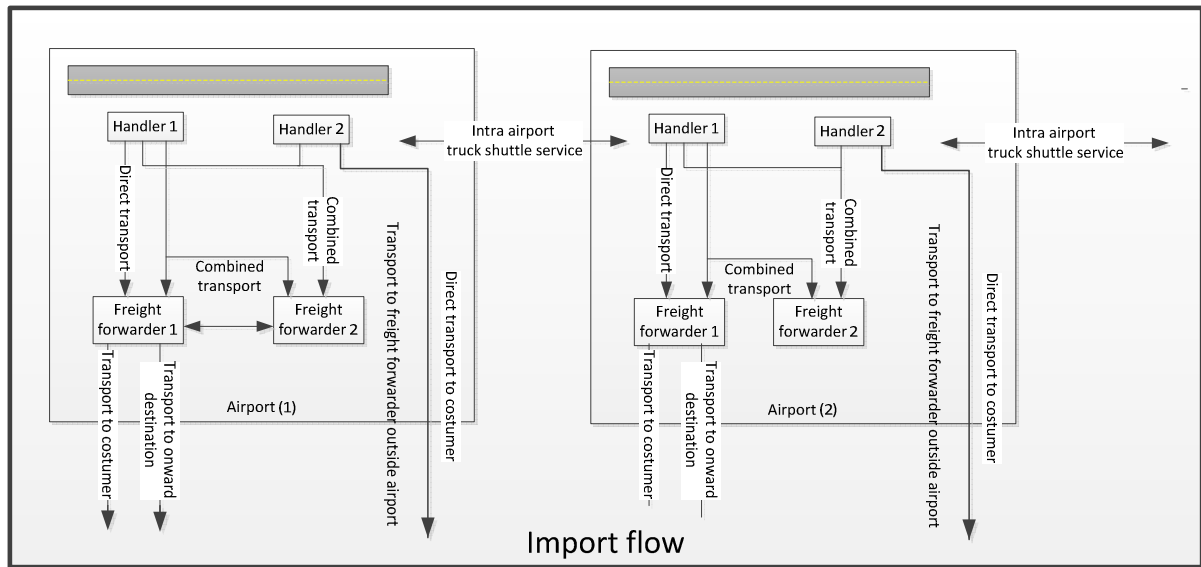 Handler 1
Handler 2
Direct transport
Combined
transport
Combined
transport
Freight
forwarder 1
Freight
forwarder 2
Transport to costumer
Transport to onward
destination
Transport to freight forwarder outside airport
Direct transport to costumer
Airport (1)
Intra airport
truck shuttle service
Handler 1
Handler 2
Direct transport
Combined
transport
Combined
transport
Freight
forwarder 1
Freight
forwarder 2
Transport to costumer
Transport to onward
destination
Transport to freight forwarder outside airport
Direct transport to costumer
Airport (2)
Intra airport
truck shuttle service
Import flow